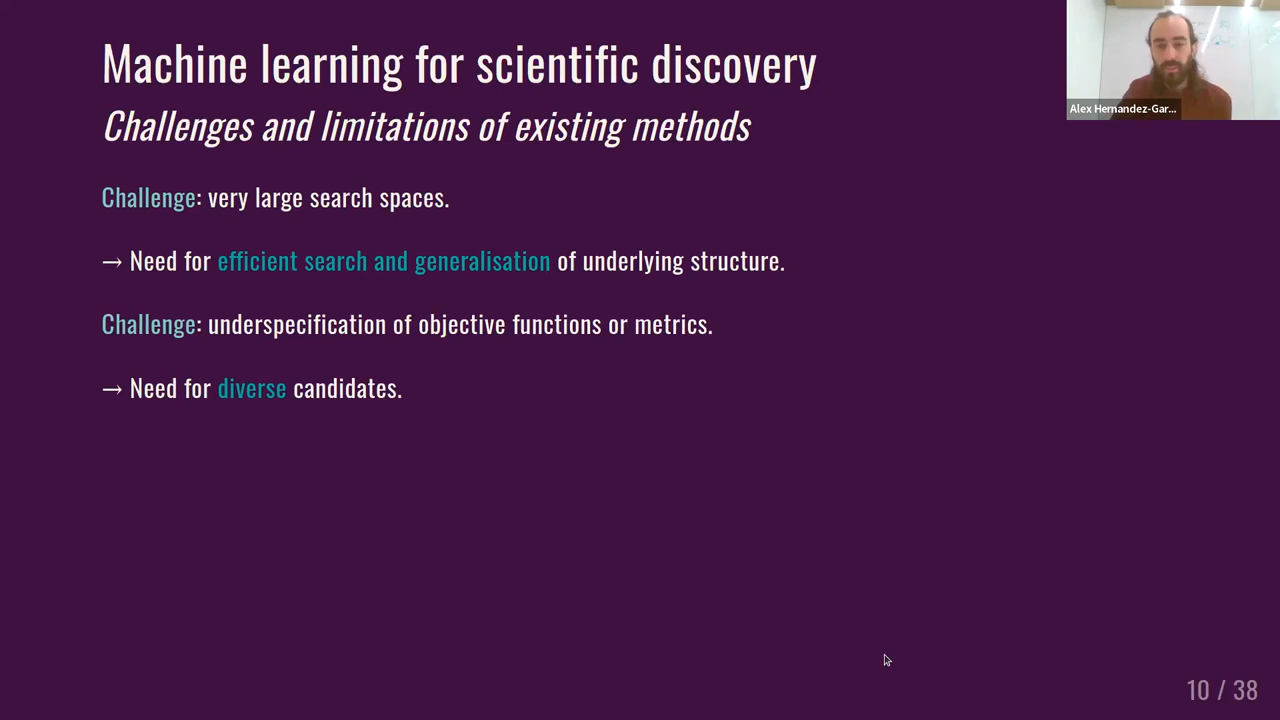 Machine learning for scientific discovery
Challenges and limitations of existing methods
Challenge: very large search spaces.
→ Need for efficient search and generalisation of underlying structure.
Challenge: underspecification of objective functions or metrics.
→ Need for diverse candidates.
Alex Hernandez-Gar...
10 / 38